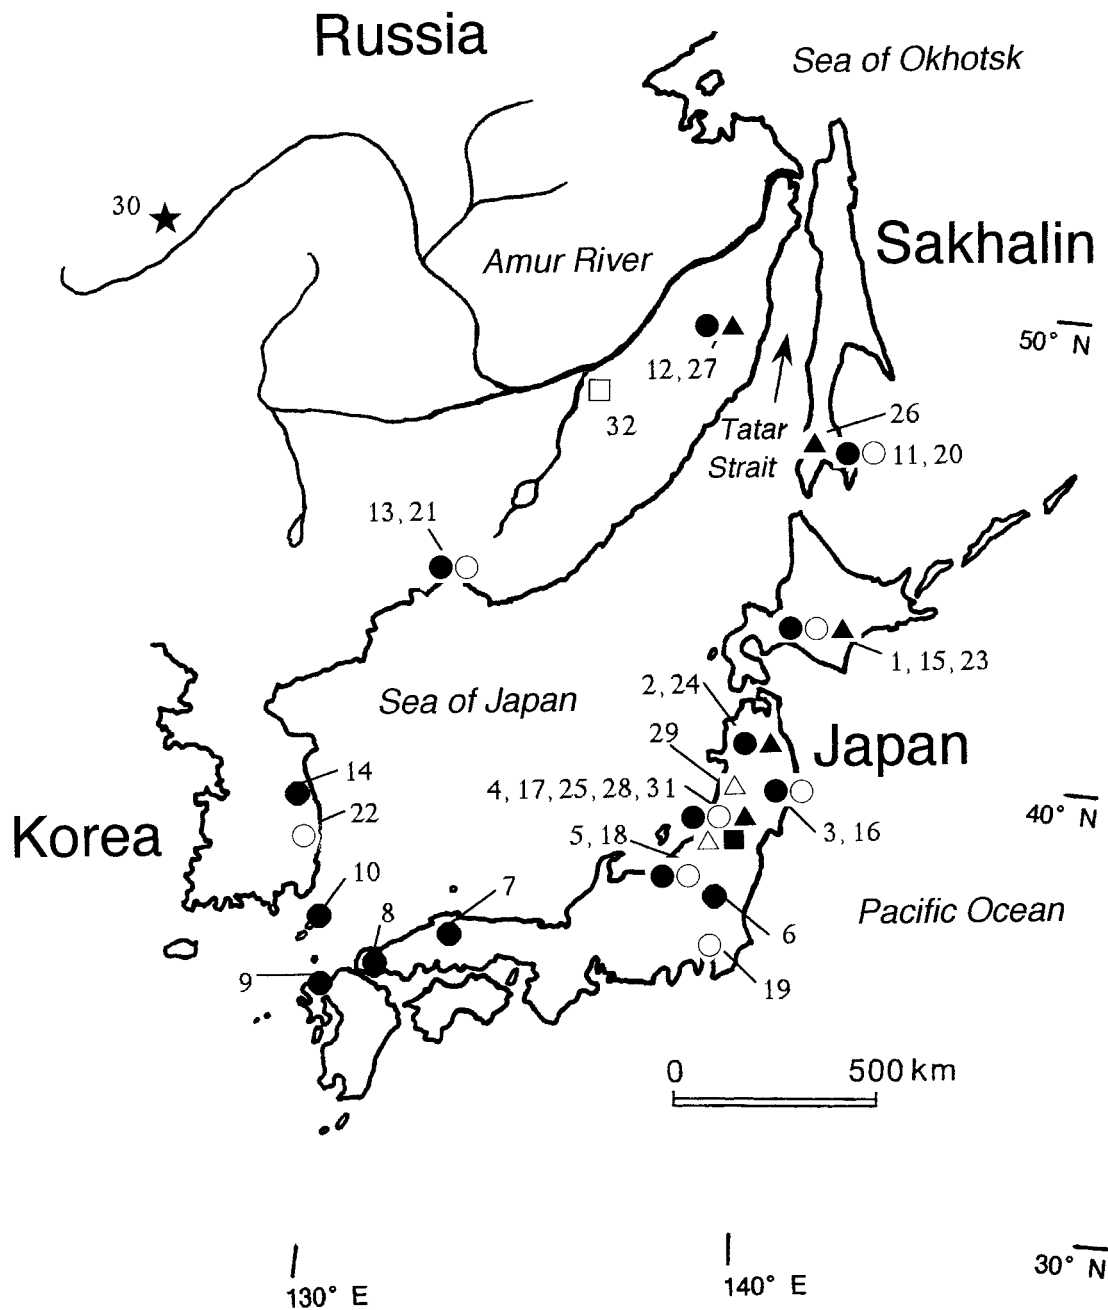 Russia
Sea of Okhotsk
30
Sakhalin
Amur River
50° N
12, 27
32
Tatar
Strait
26
11, 20
13, 21
1, 15, 23
2, 24
Sea of Japan
29
Japan
14
4, 17, 25, 28, 31
22
40° N
Korea
5, 18
3, 16
10
7
8
Pacific Ocean
6
9
19
0
500 km
130° E
140° E
30° N